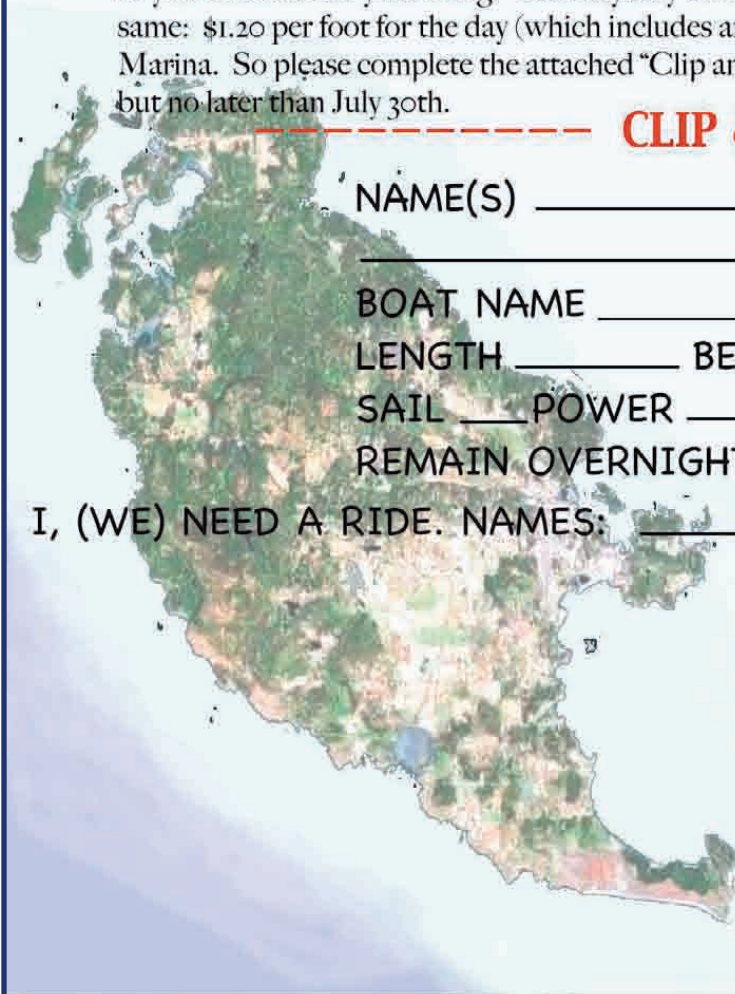 same: $1.20 per foot for the day (which includes
Marina. So please complete the attached “Clip
but no later than July 30th.
CLIP
NAME(S)
BOAT NAME
LENGTH
SAIL POWER
REMAIN OVERNIGHT
I, (WE) NEED A RIDE. NAMES: